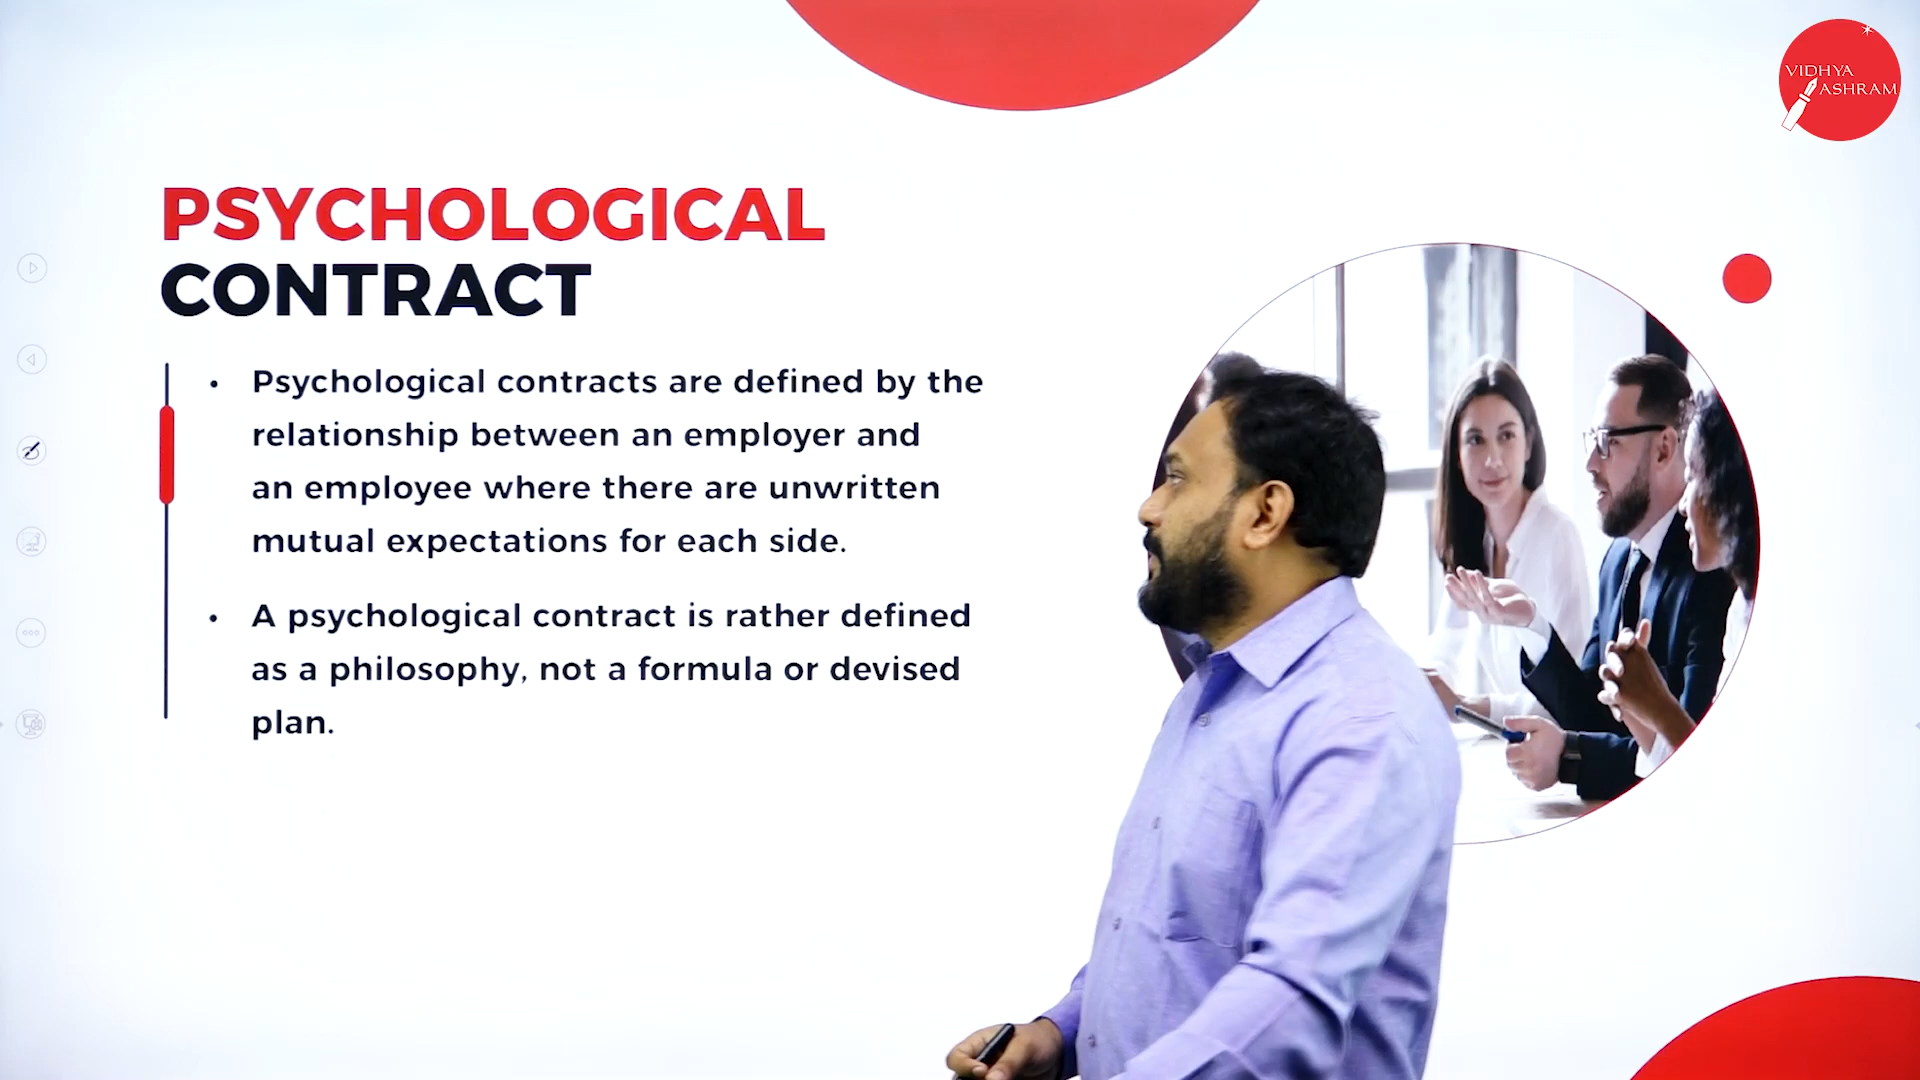 VIDHYA
ASHRAM
PSYCHOLOGICAL
CONTRACT
• Psychological contracts are defined by the
relationship between an employer and
an employee where there are unwritten
mutual expectations for each side.
• A psychological contract is rather defined
as a philosophy, not a formula or devised
plan.